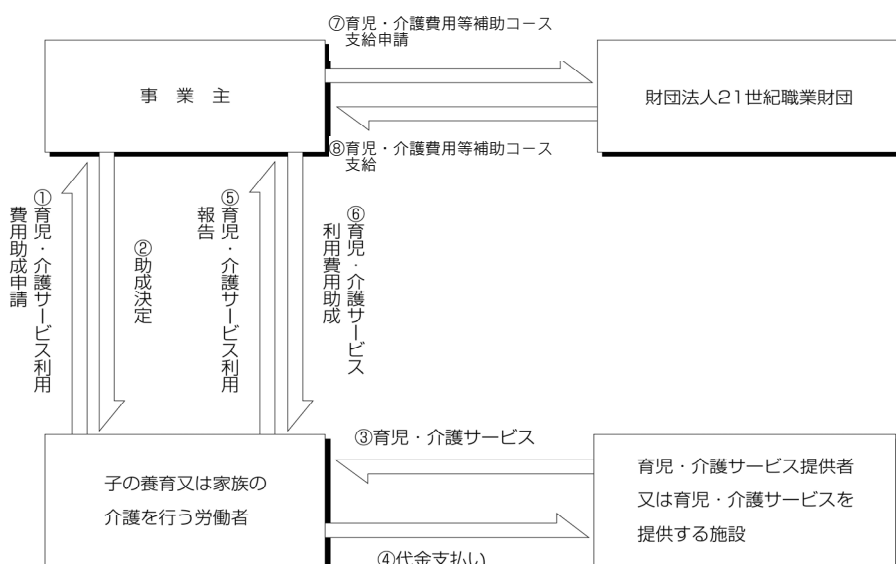 ⑦育児・介護費用等補助コース
支給申請
事 業 主
財団法人21世紀職業財団
⑧育児・介護費用等補助コース
支給
①育児・介護サービス利用
費用助成申請
②助成決定
⑤育児・介護サービス利用
報告
⑥育児・介護サービス
利用費用助成
③育児・介護サービス
子の養育又は家族の
介護を行う労働者
育児・介護サービス提供者
又は育児・介護サービスを
提供する施設
④代金支払い